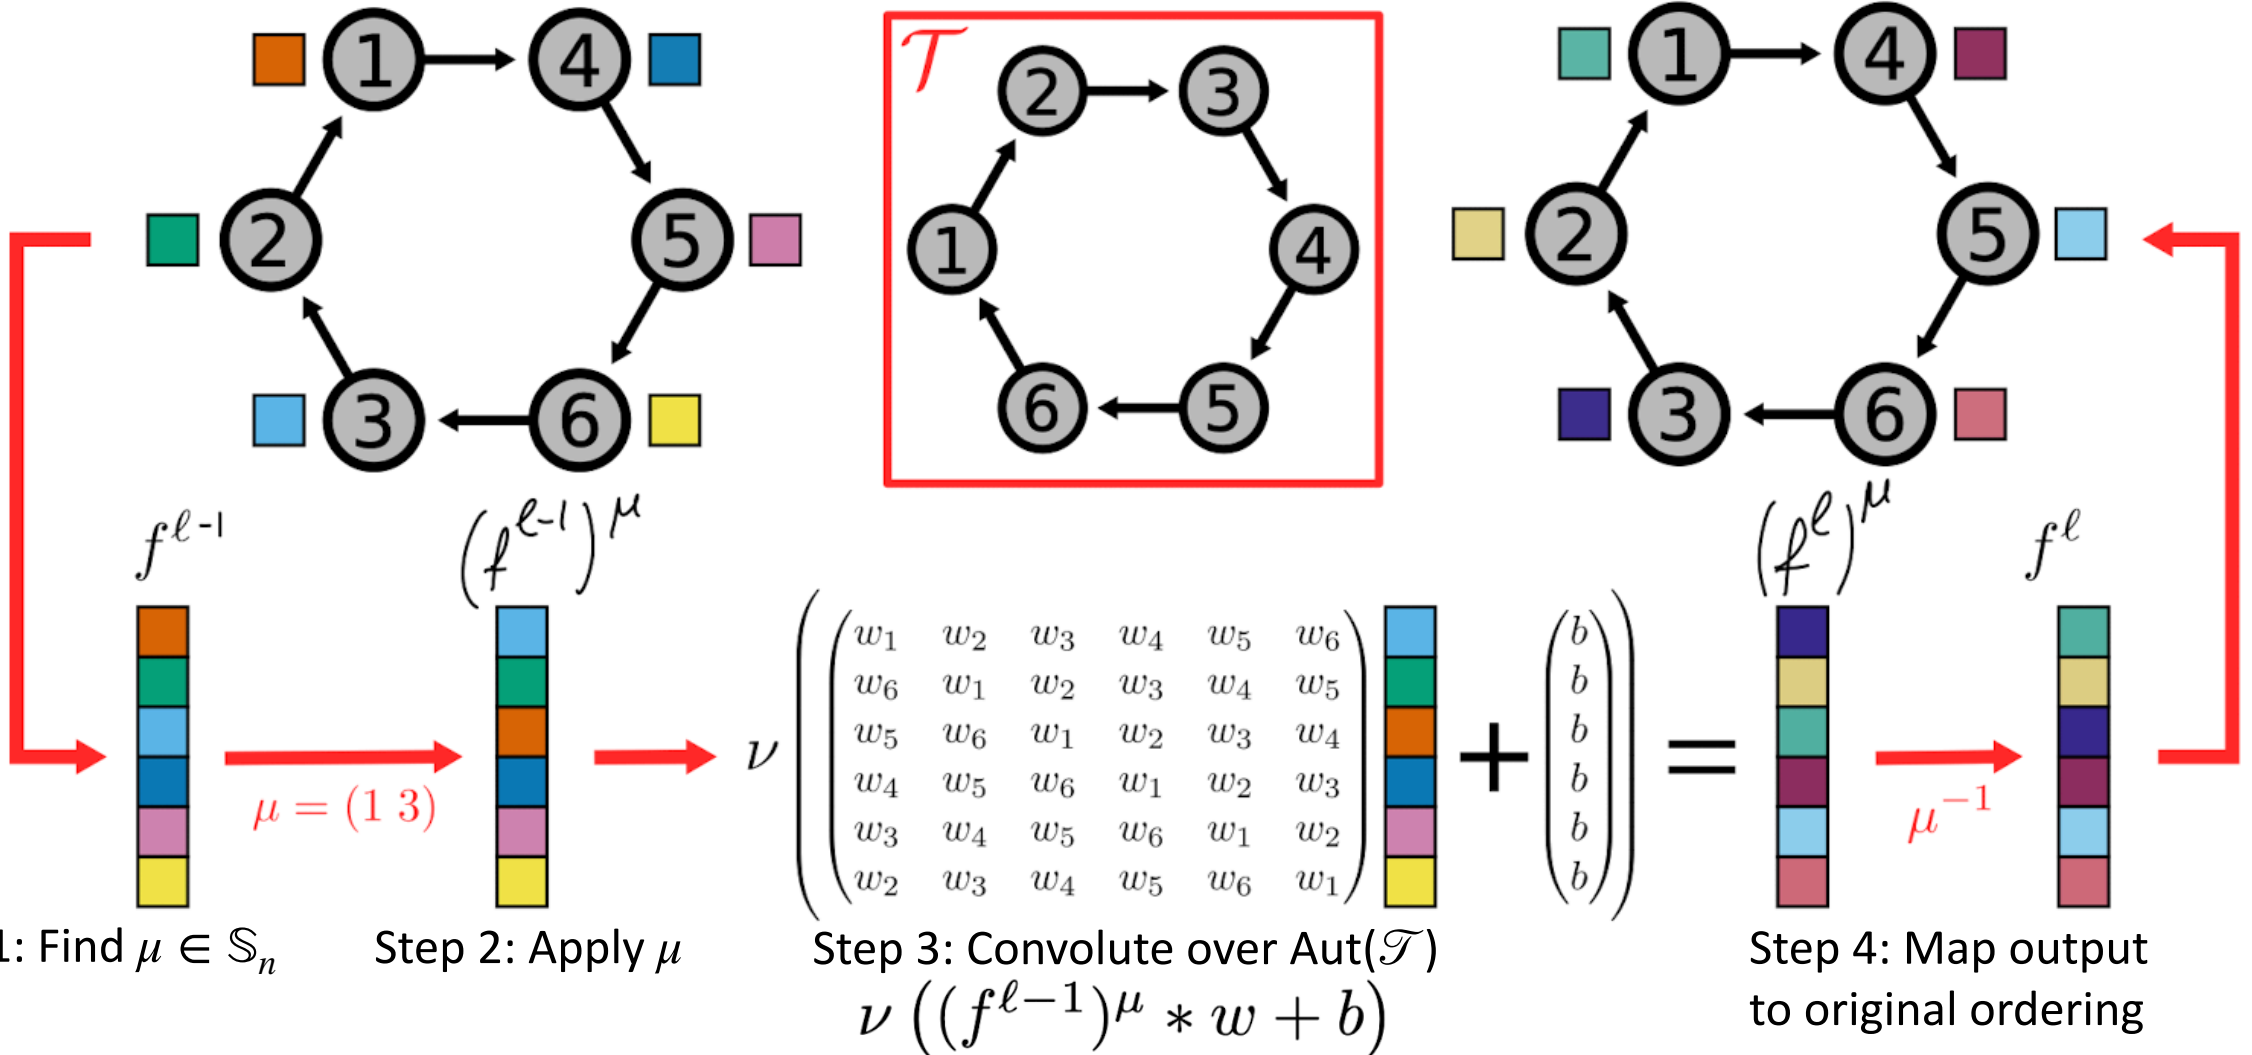 1 4
2 5
3 6
𝒯
2 3
1 4
6 5
1 4
2 5
3 6
f^{ℓ-1}
(f^{ℓ-1})^μ
(f^ℓ)^μ
f^ℓ
μ = (1 3)
ν
w₁ w₂ w₃ w₄ w₅ w₆
w₆ w₁ w₂ w₃ w₄ w₅
w₅ w₆ w₁ w₂ w₃ w₄
w₄ w₅ w₆ w₁ w₂ w₃
w₃ w₄ w₅ w₆ w₁ w₂
w₂ w₃ w₄ w₅ w₆ w₁
+
b
b
b
b
b
b
=
μ^{-1}
1: Find μ ∈ 𝕊ₙ
Step 2: Apply μ
Step 3: Convolute over Aut(𝒯)
ν((f^{ℓ-1})^μ * w + b)
Step 4: Map output
to original ordering